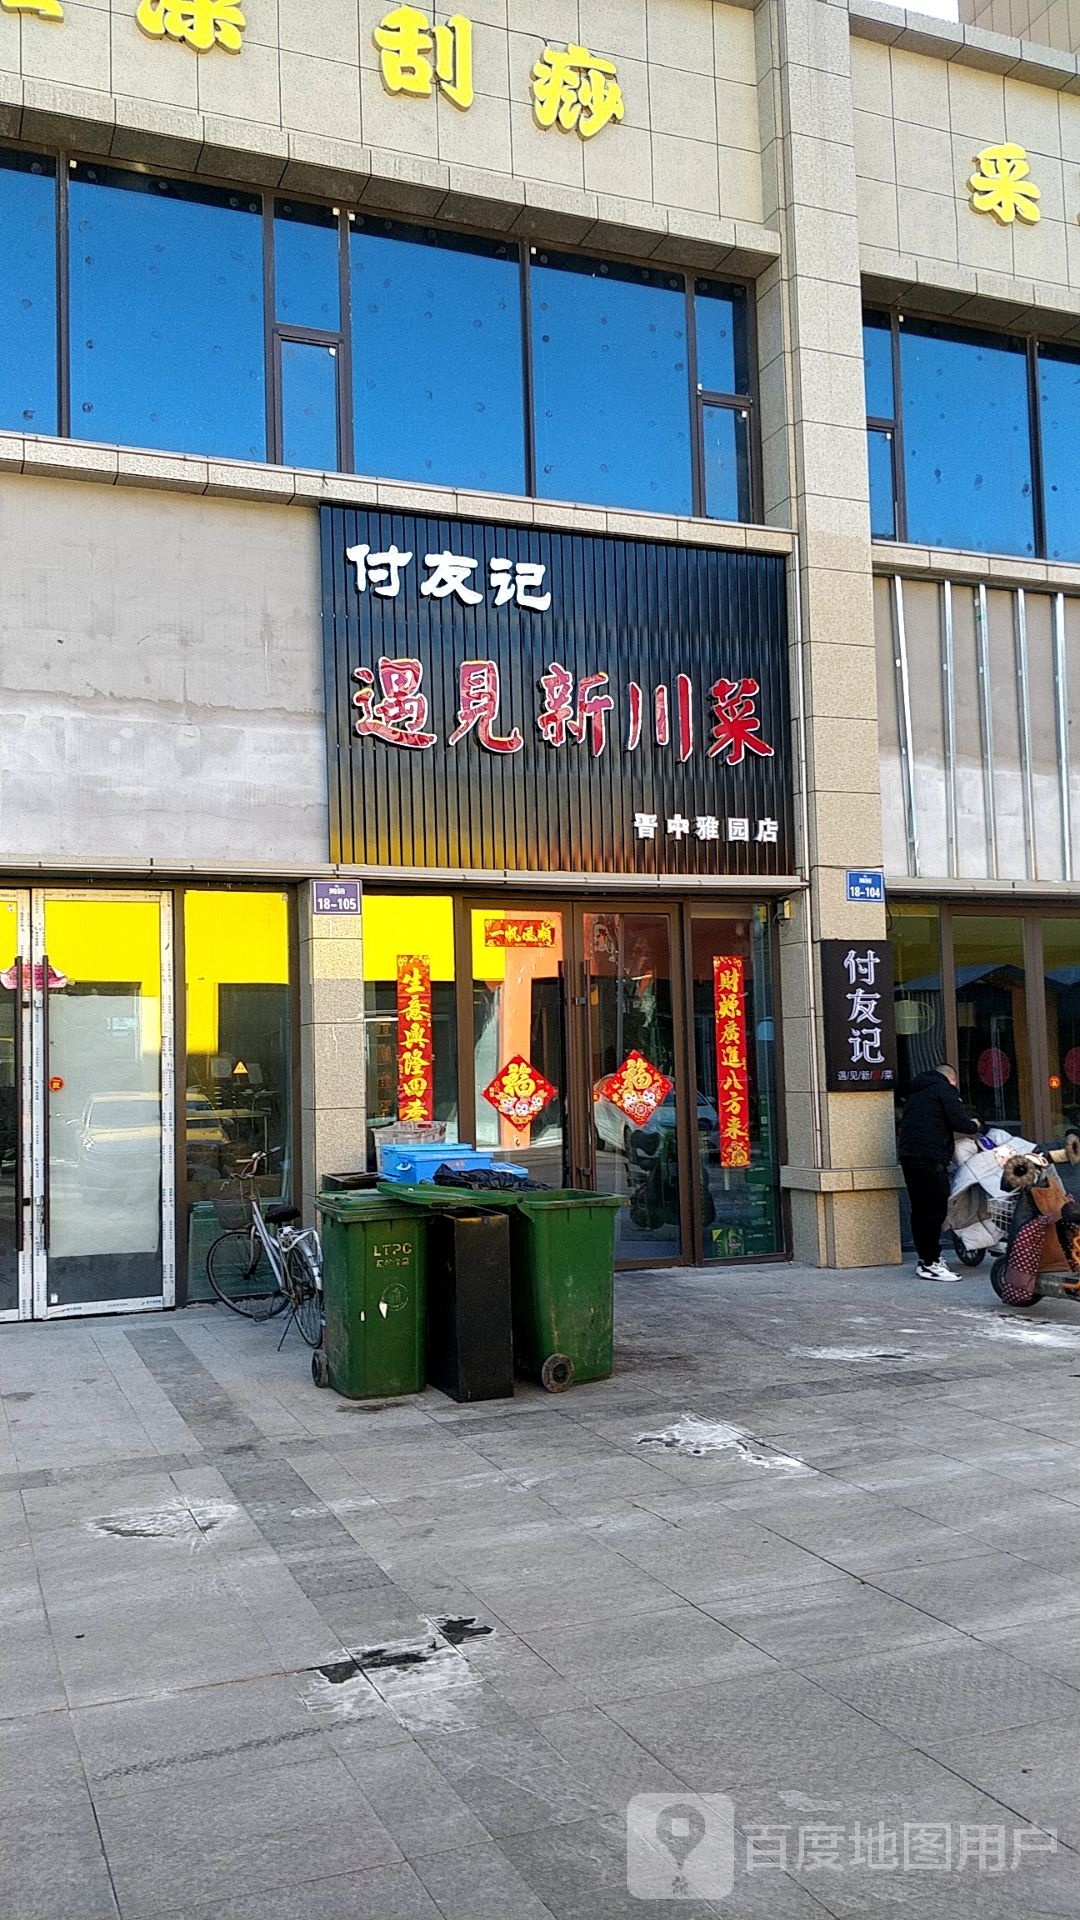 刮痧
采
付友记
遇見新川菜
晋中雅园店
18-105
18-104
一帆風順
生意興隆四季
財源廣進八方来
福
福
付友记
遇/见/新/川/菜
LTPC
百度地图用户